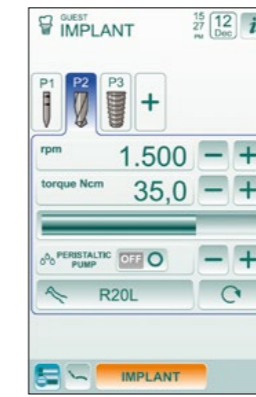 GUEST
IMPLANT
15
27
PM
12
Dec
i
P1
P2
P3
+
rpm
1.500
− +
torque Ncm
35,0
− +
PERISTALTIC
PUMP
OFF
− +
R20L
IMPLANT